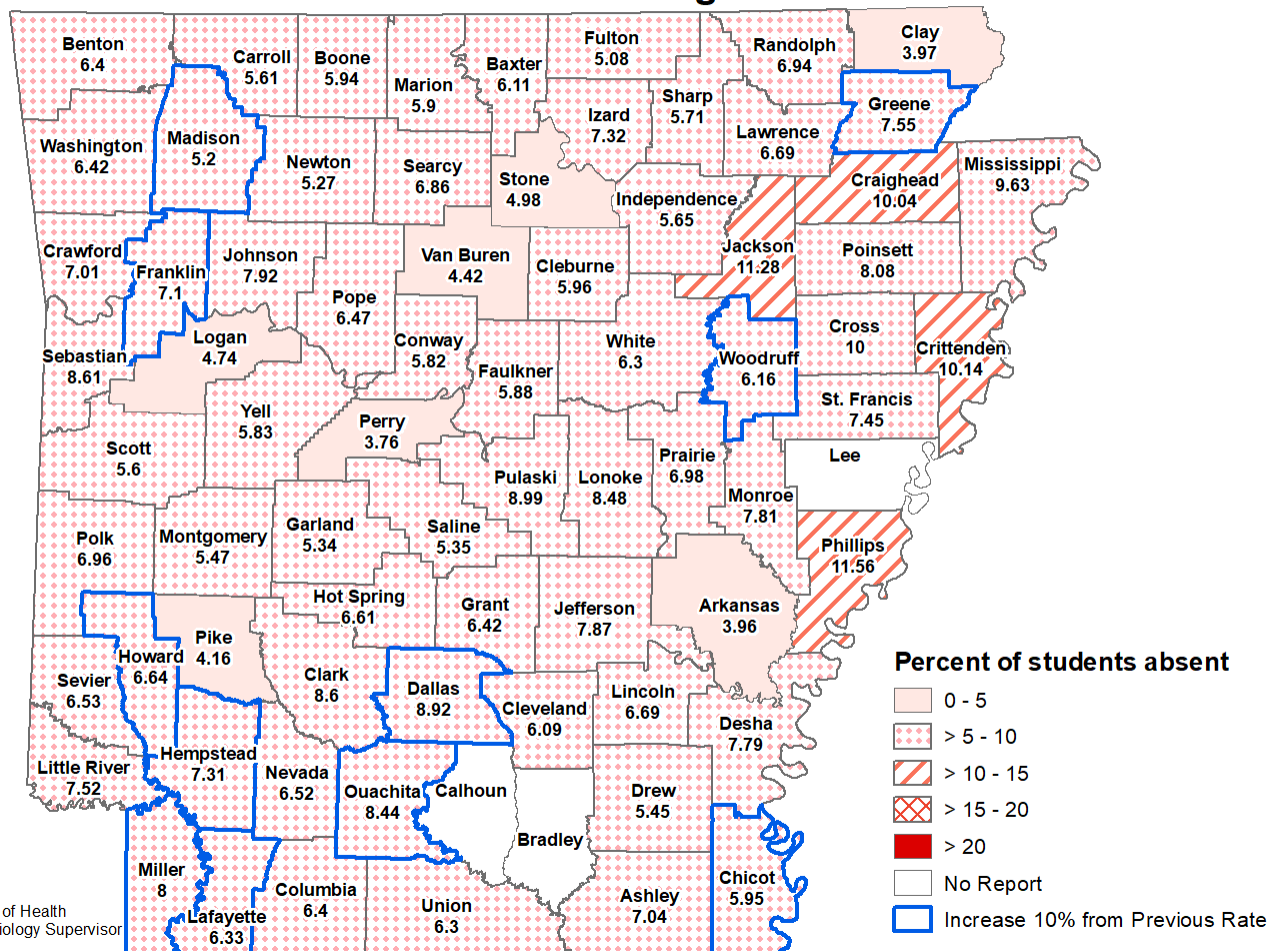 Benton
6.4
Carroll
5.61
Boone
5.94
Marion
5.9
Baxter
6.11
Fulton
5.08
Randolph
6.94
Clay
3.97
Washington
6.42
Madison
5.2
Newton
5.27
Searcy
6.86
Stone
4.98
Izard
7.32
Sharp
5.71
Lawrence
6.69
Greene
7.55
Independence
5.65
Craighead
10.04
Mississippi
9.63
Crawford
7.01
Franklin
7.1
Johnson
7.92
Pope
6.47
Van Buren
4.42
Cleburne
5.96
Jackson
11.28
Poinsett
8.08
Sebastian
8.61
Logan
4.74
Conway
5.82
Faulkner
5.88
White
6.3
Woodruff
6.16
Cross
10
Crittenden
10.14
Scott
5.6
Yell
5.83
Perry
3.76
St. Francis
7.45
Pulaski
8.99
Lonoke
8.48
Prairie
6.98
Monroe
7.81
Lee
Polk
6.96
Montgomery
5.47
Garland
5.34
Saline
5.35
Phillips
11.56
Hot Spring
6.61
Grant
6.42
Jefferson
7.87
Arkansas
3.96
Sevier
6.53
Howard
6.64
Pike
4.16
Clark
8.6
Dallas
8.92
Cleveland
6.09
Lincoln
6.69
Desha
7.79
Little River
7.52
Hempstead
7.31
Nevada
6.52
Ouachita
8.44
Calhoun
Bradley
Drew
5.45
Miller
8
Lafayette
6.33
Columbia
6.4
Union
6.3
Ashley
7.04
Chicot
5.95
Percent of students absent
0 - 5
> 5 - 10
> 10 - 15
> 15 - 20
> 20
No Report
Increase 10% from Previous Rate
of Health
iology Supervisor